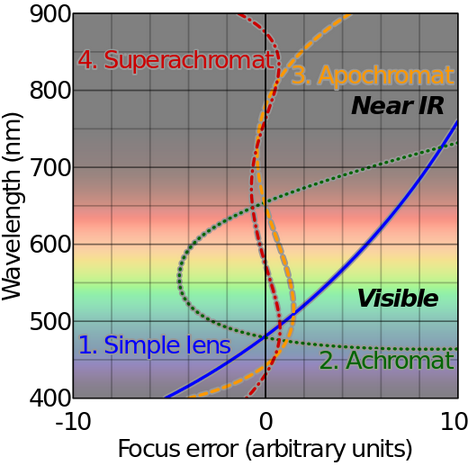 900
4. Superachromat
3. Apochromat
800
Near IR
700
Wavelength (nm)
600
Visible
500
1. Simple lens
2. Achromat
400
-10
0
10
Focus error (arbitrary units)